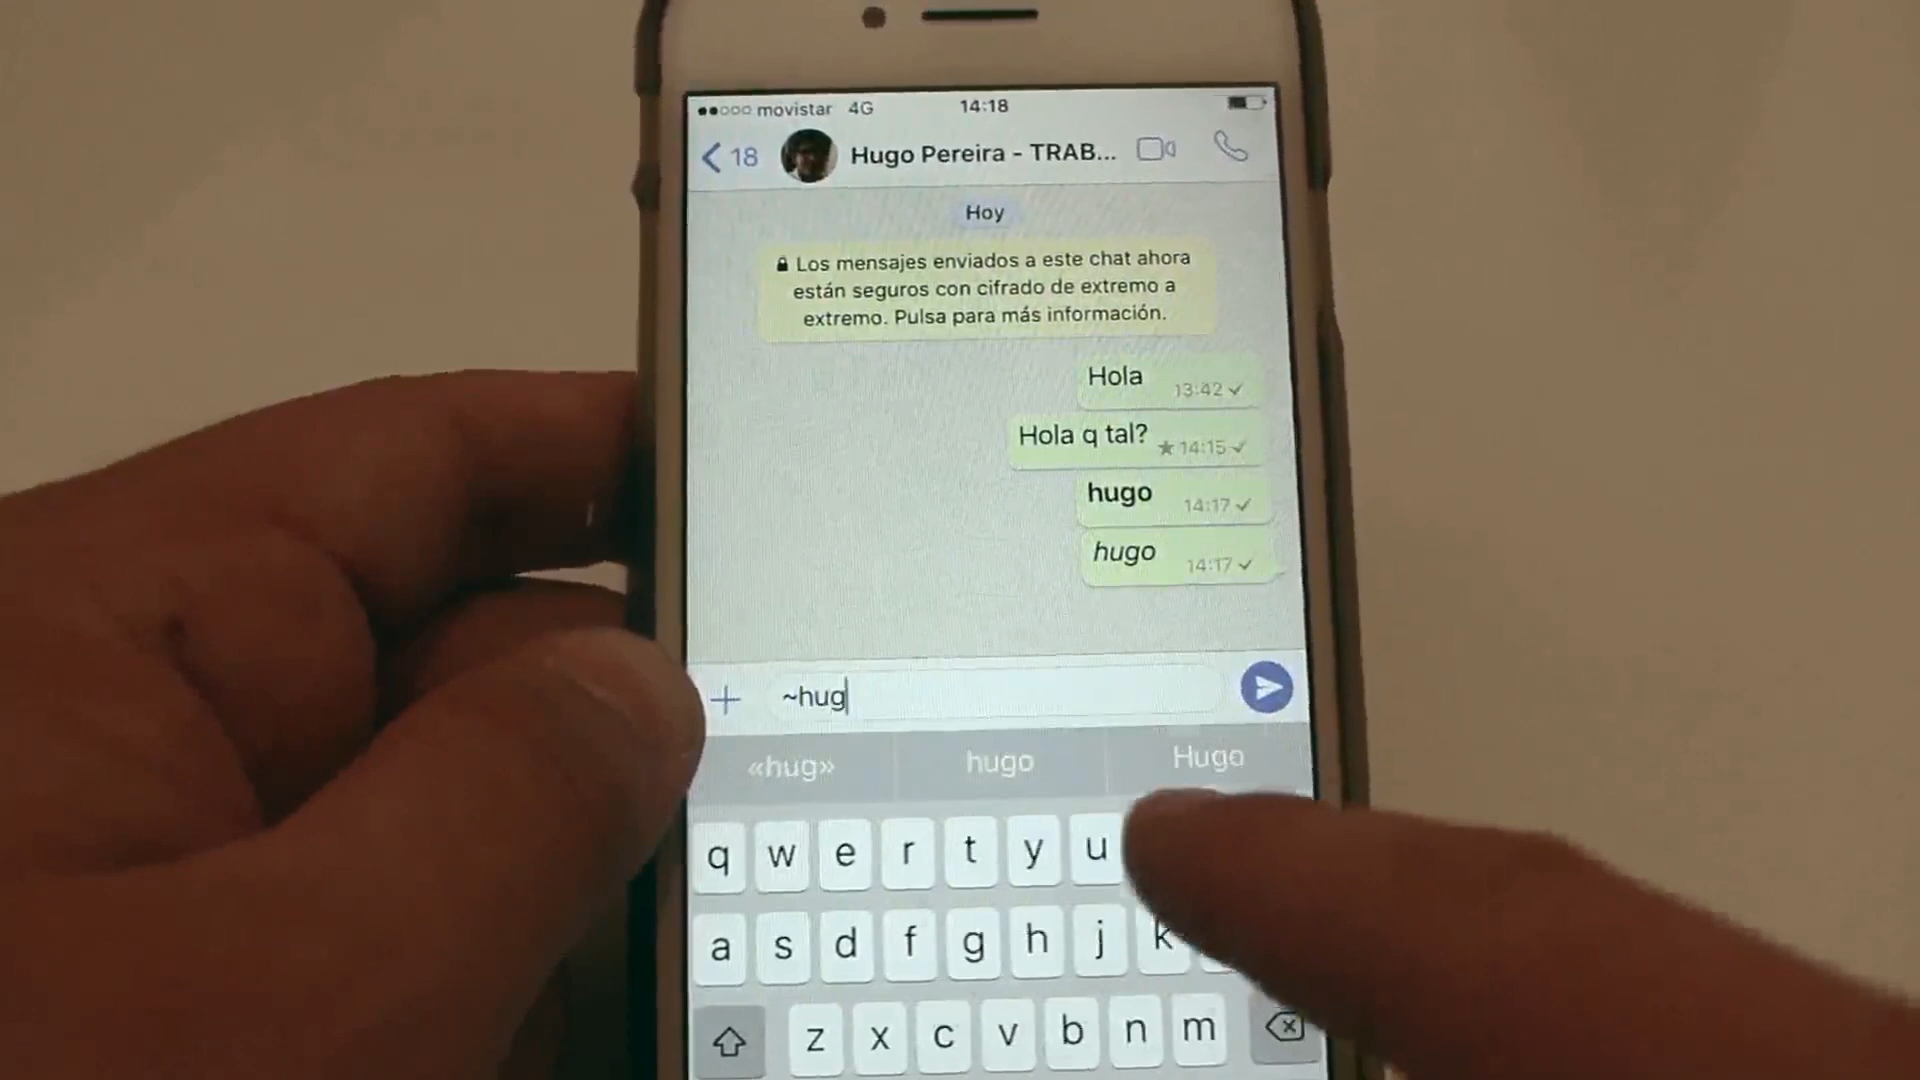 movistar 4G 14:18
18 Hugo Pereira - TRAB...
Hoy
Los mensajes enviados a este chat ahora
están seguros con cifrado de extremo a
extremo. Pulsa para más información.
Hola 13:42
Hola q tal? 14:15
hugo 14:17
hugo 14:17
~hug
«hug» hugo Hugo
q w e r t y u
a s d f g h j k
z x c v b n m